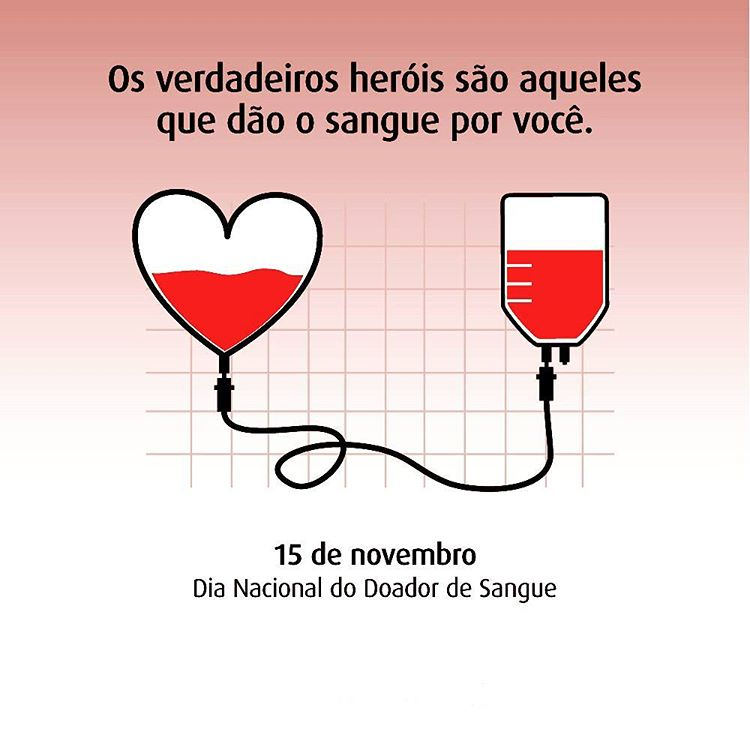 Os verdadeiros heróis são aqueles
que dão o sangue por você.
15 de novembro
Dia Nacional do Doador de Sangue